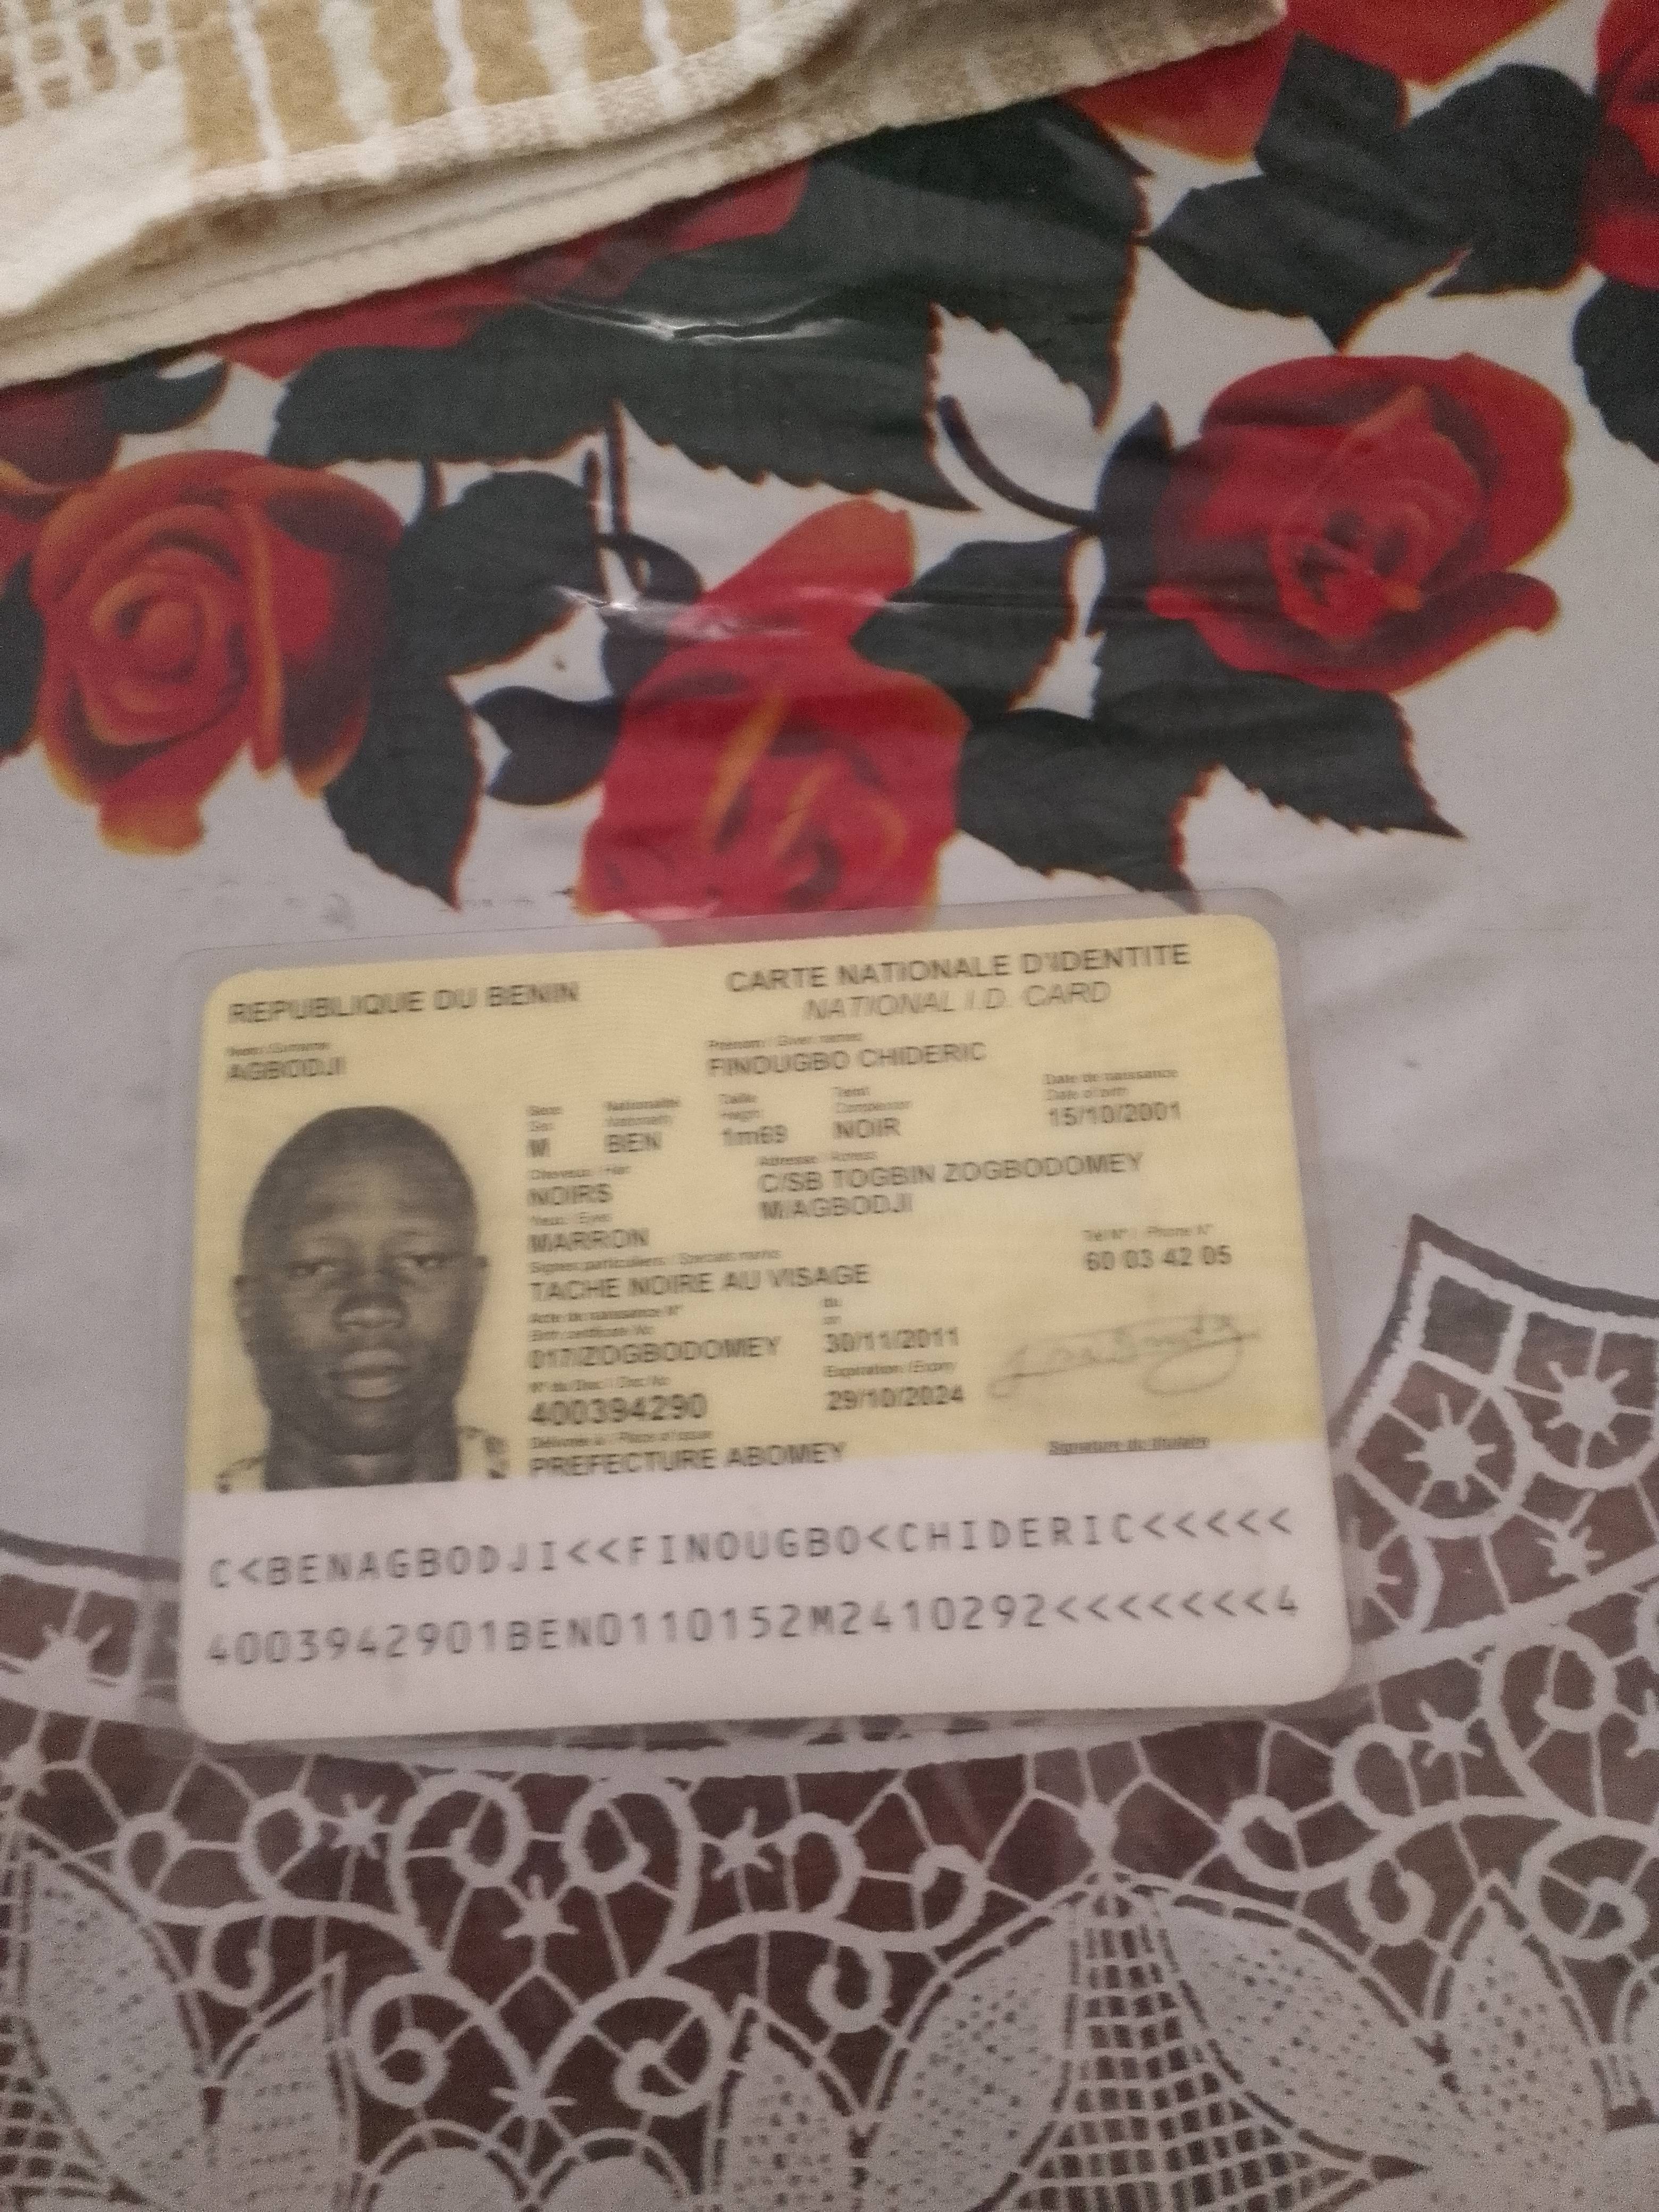 REPUBLIQUE DU BENIN
CARTE NATIONALE D'IDENTITE
NATIONAL I.D. CARD
Nom / Surname
AGBODJI
Prénom / Given names
FINOUGBO CHIDERIC
Sexe
Sex
M
Nationalité
Nationality
BEN
Taille
Height
1m69
Teint
Complexion
NOIR
Date de naissance
Date of birth
15/10/2001
Cheveux / Hair
NOIRS
Adresse / Adress
C/SB TOGBIN ZOGBODOMEY
M/AGBODJI
Yeux / Eyes
MARRON
Signes particuliers / Specials marks
TACHE NOIRE AU VISAGE
Tél N° / Phone N°
60 03 42 05
Acte de naissance N°
Birth certificate No
017/ZOGBODOMEY
du
on
30/11/2011
N° du Doc / Doc No
400394290
Expiration / Expiry
29/10/2024
Délivrée à / Place of issue
PREFECTURE ABOMEY
Signature du titulaire
C<BENAGBODJI<<FINOUGBO<CHIDERIC<<<<<
4003942901BEN0110152M2410292<<<<<<<<4